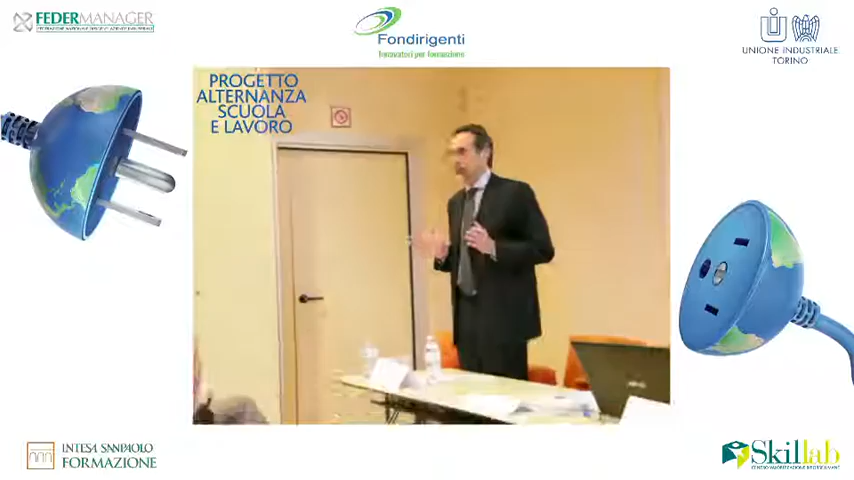 FEDERMANAGER
Fondirigenti
Innovatori per formazione
UNIONE INDUSTRIALE
TORINO
PROGETTO
ALTERNANZA
SCUOLA
E LAVORO
INTESA SANPAOLO
FORMAZIONE
Skillab